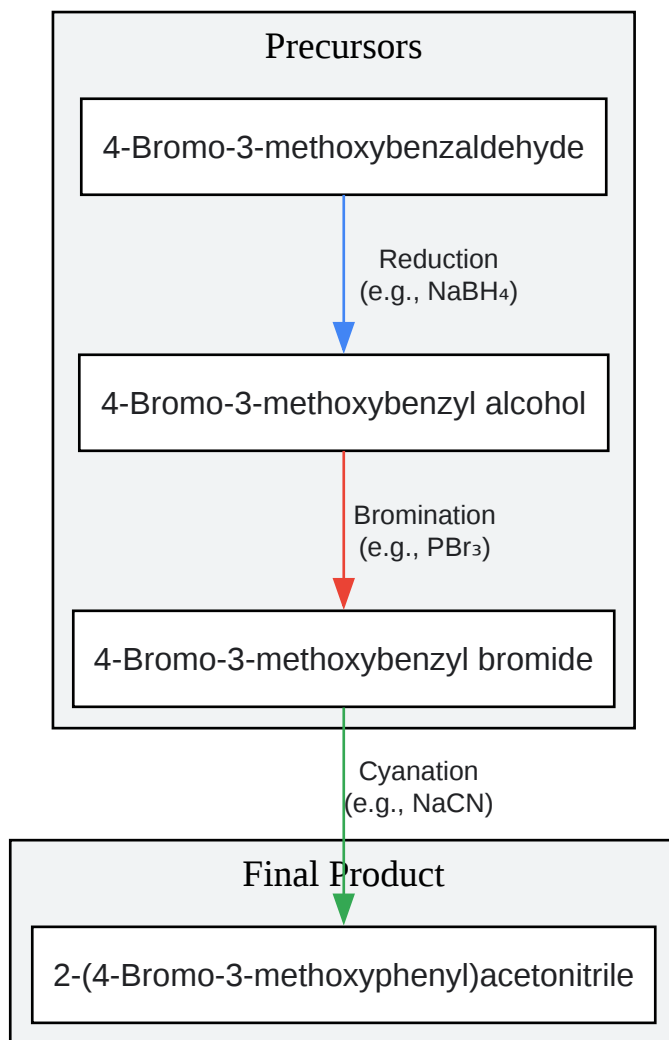 Precursors
4-Bromo-3-methoxybenzaldehyde
Reduction
(e.g., NaBH₄)
4-Bromo-3-methoxybenzyl alcohol
Bromination
(e.g., PBr₃)
4-Bromo-3-methoxybenzyl bromide
Cyanation
(e.g., NaCN)
Final Product
2-(4-Bromo-3-methoxyphenyl)acetonitrile